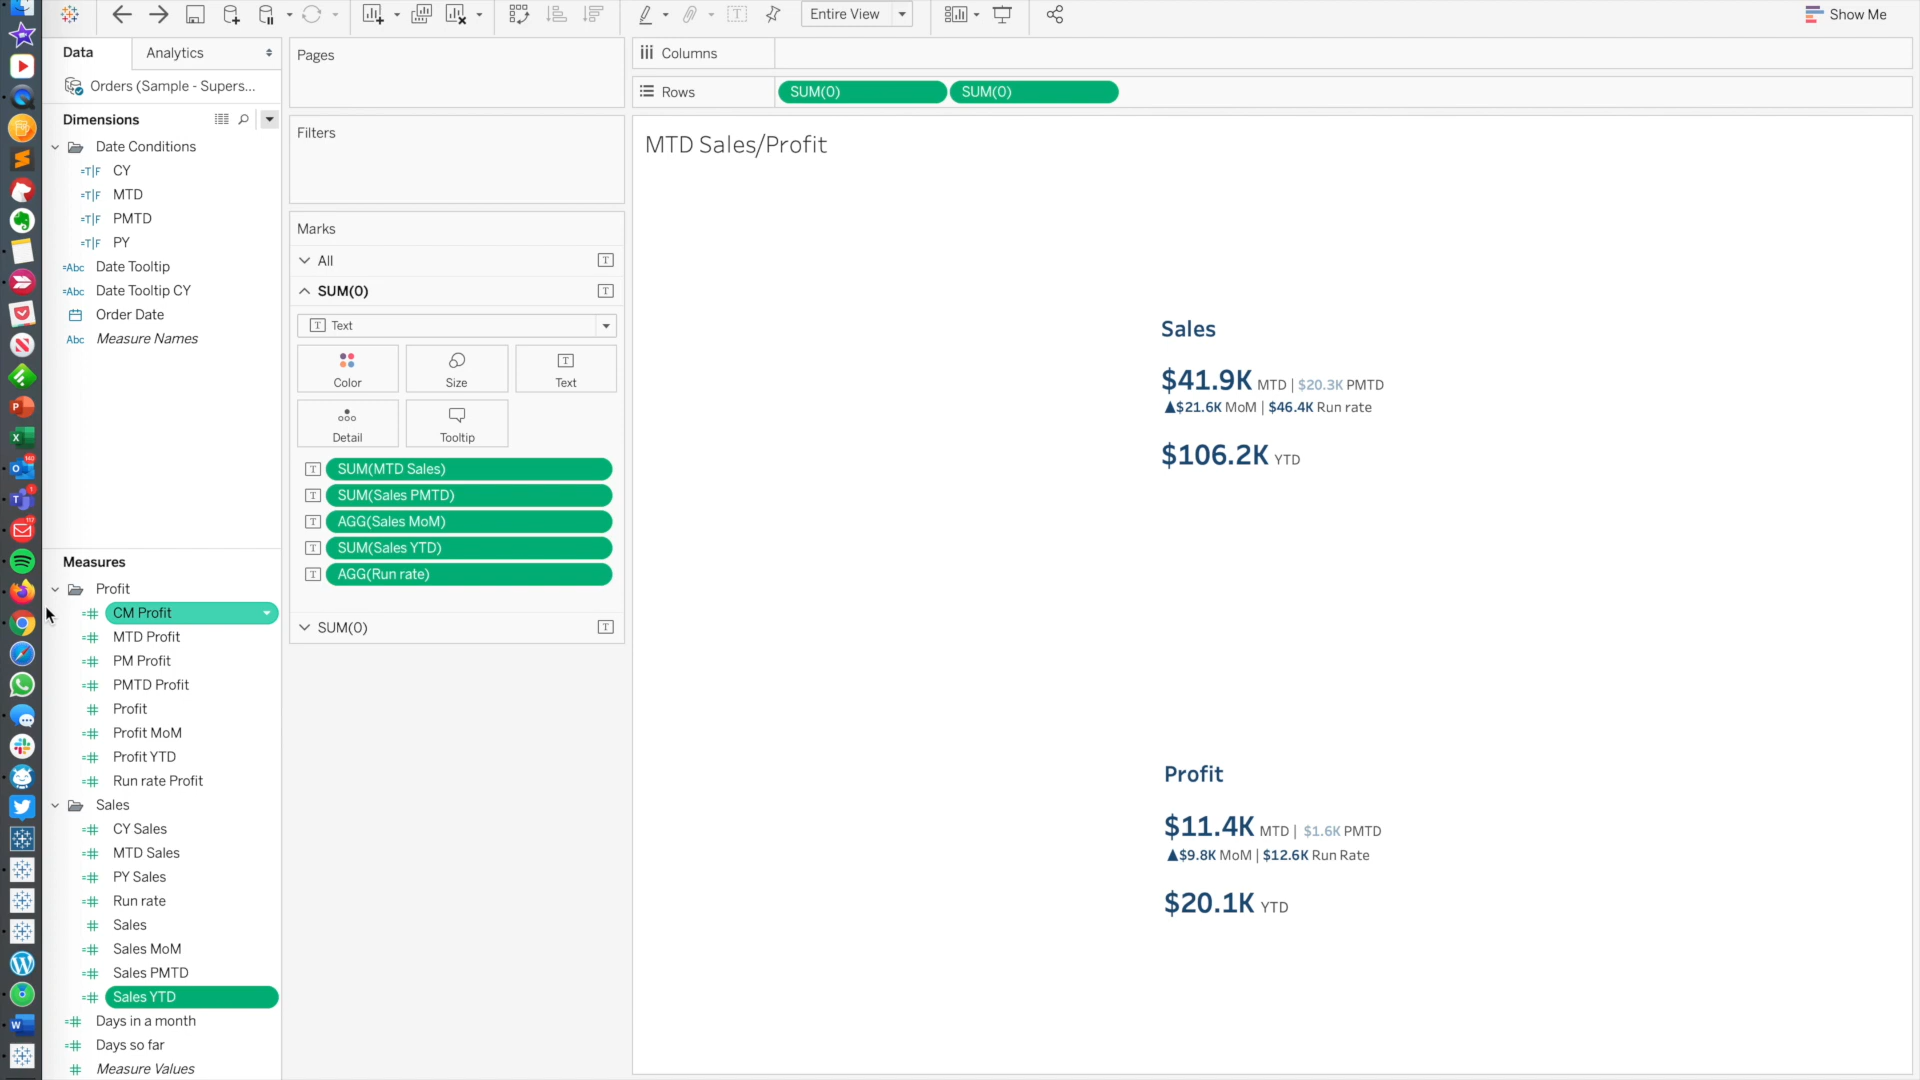 Entire View
Show Me
Data
Analytics
Orders (Sample - Supers...
Dimensions
Date Conditions
=T|F CY
=T|F MTD
=T|F PMTD
=T|F PY
=Abc Date Tooltip
=Abc Date Tooltip CY
Order Date
Abc Measure Names
Measures
Profit
=# CM Profit
=# MTD Profit
=# PM Profit
=# PMTD Profit
# Profit
=# Profit MoM
=# Profit YTD
=# Run rate Profit
Sales
=# CY Sales
=# MTD Sales
=# PY Sales
=# Run rate
# Sales
=# Sales MoM
=# Sales PMTD
=# Sales YTD
=# Days in a month
=# Days so far
# Measure Values
Pages
Filters
Marks
All
SUM(0)
Text
Color
Size
Text
Detail
Tooltip
SUM(MTD Sales)
SUM(Sales PMTD)
AGG(Sales MoM)
SUM(Sales YTD)
AGG(Run rate)
SUM(0)
Columns
Rows SUM(0) SUM(0)
MTD Sales/Profit
Sales
$41.9K MTD | $20.3K PMTD
▲$21.6K MoM | $46.4K Run rate
$106.2K YTD
Profit
$11.4K MTD | $1.6K PMTD
▲$9.8K MoM | $12.6K Run Rate
$20.1K YTD